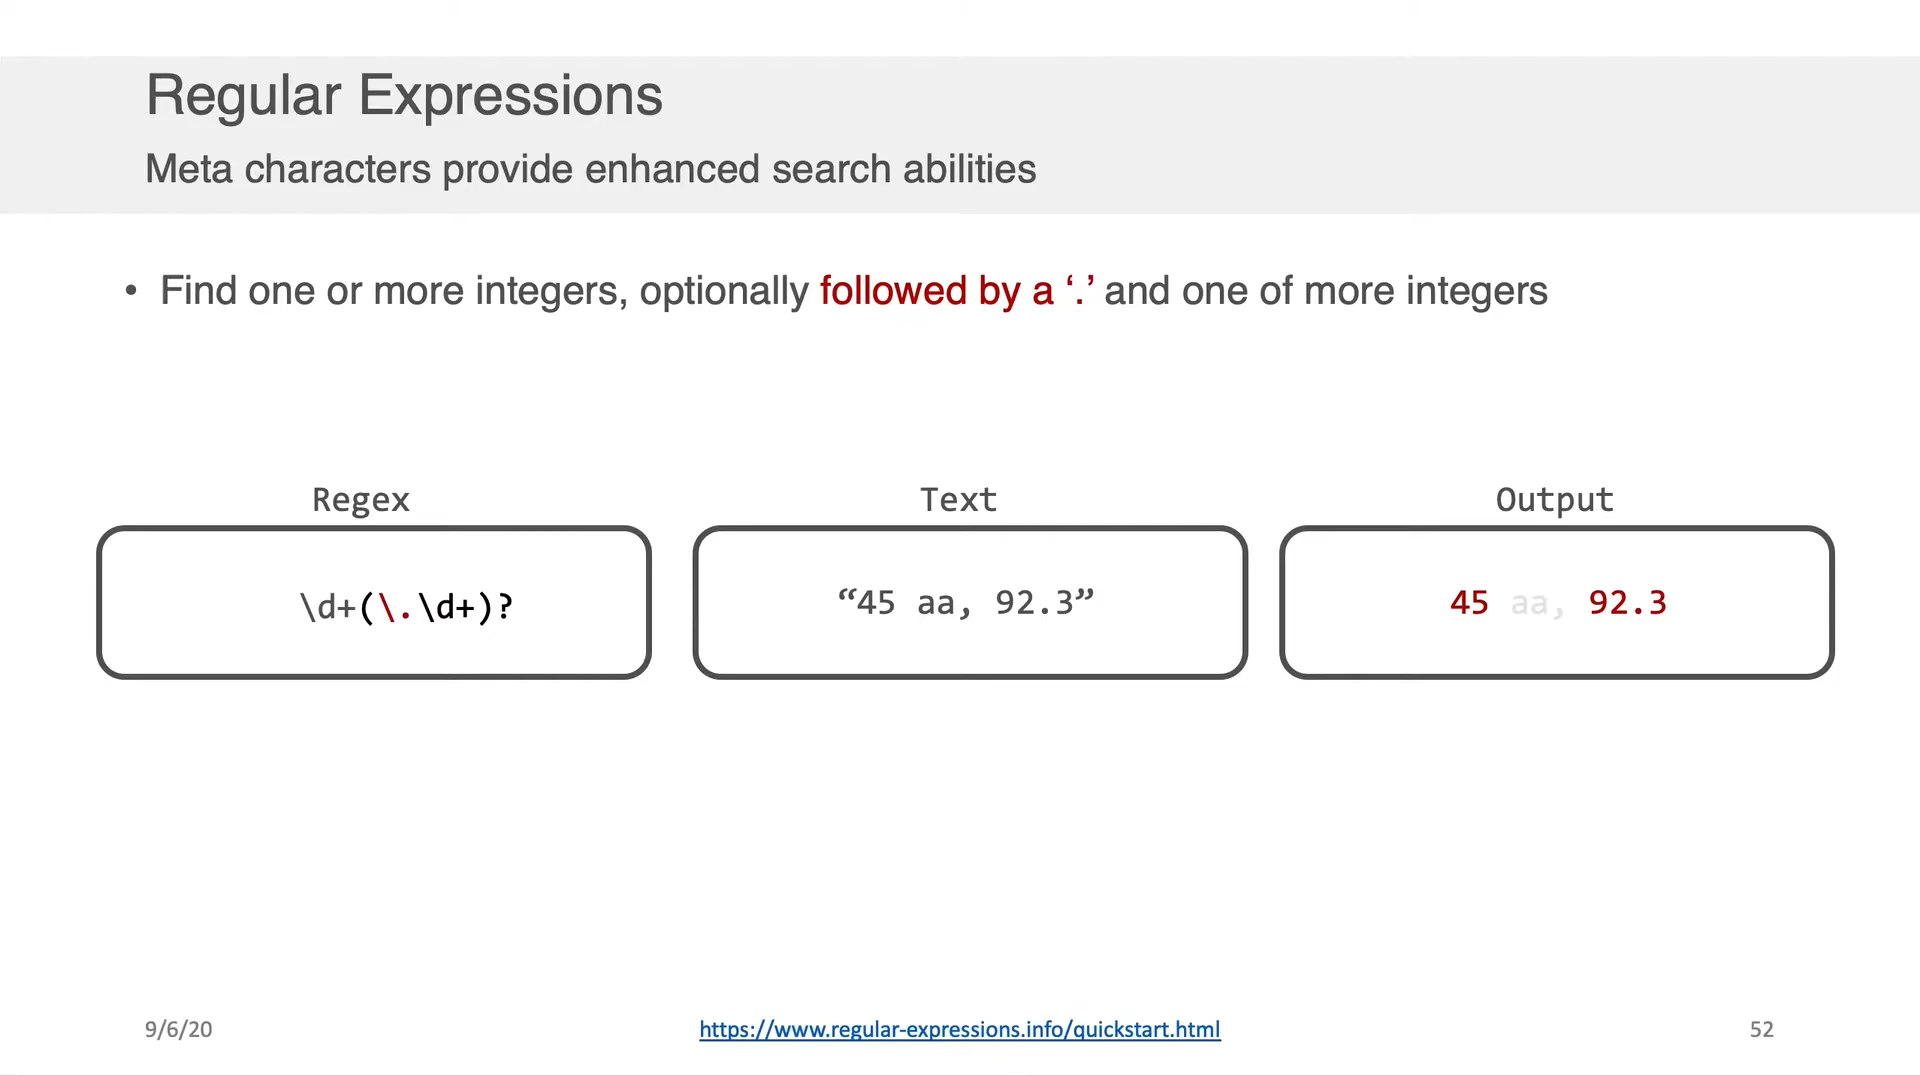 Regular Expressions
Meta characters provide enhanced search abilities
• Find one or more integers, optionally followed by a ‘.’ and one of more integers
Regex
Text
Output
\d+(\.\d+)?
“45 aa, 92.3”
45 aa, 92.3
9/6/20
https://www.regular-expressions.info/quickstart.html
52